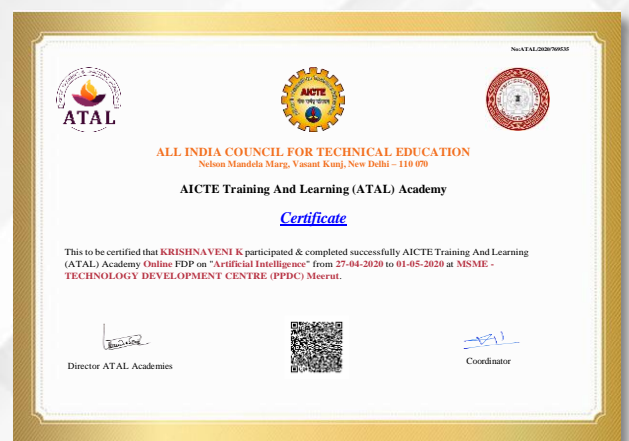 No:ATAL/2020/769535
ATAL
AICTE
ALL INDIA COUNCIL FOR TECHNICAL EDUCATION
Nelson Mandela Marg, Vasant Kunj, New Delhi – 110 070
AICTE Training And Learning (ATAL) Academy
Certificate
This to be certified that KRISHNAVENI K participated & completed successfully AICTE Training And Learning
(ATAL) Academy Online FDP on "Artificial Intelligence" from 27-04-2020 to 01-05-2020 at MSME -
TECHNOLOGY DEVELOPMENT CENTRE (PPDC) Meerut.
Director ATAL Academies
Coordinator